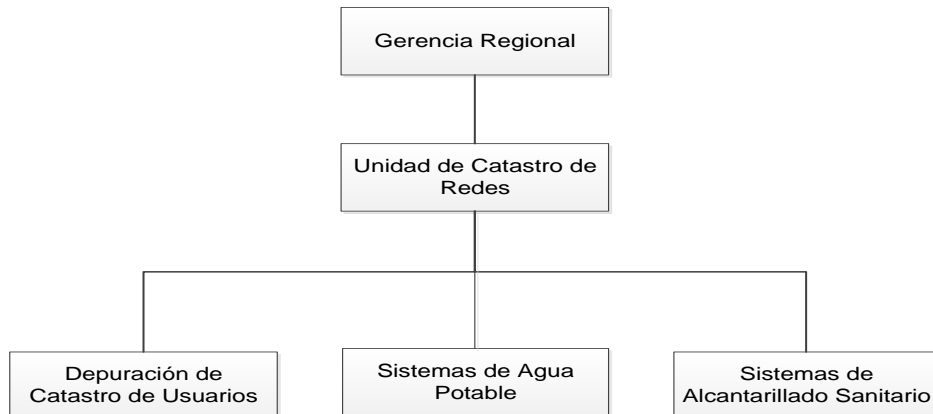 Gerencia Regional
Unidad de Catastro de
Redes
Depuración de
Catastro de Usuarios
Sistemas de Agua
Potable
Sistemas de
Alcantarillado Sanitario